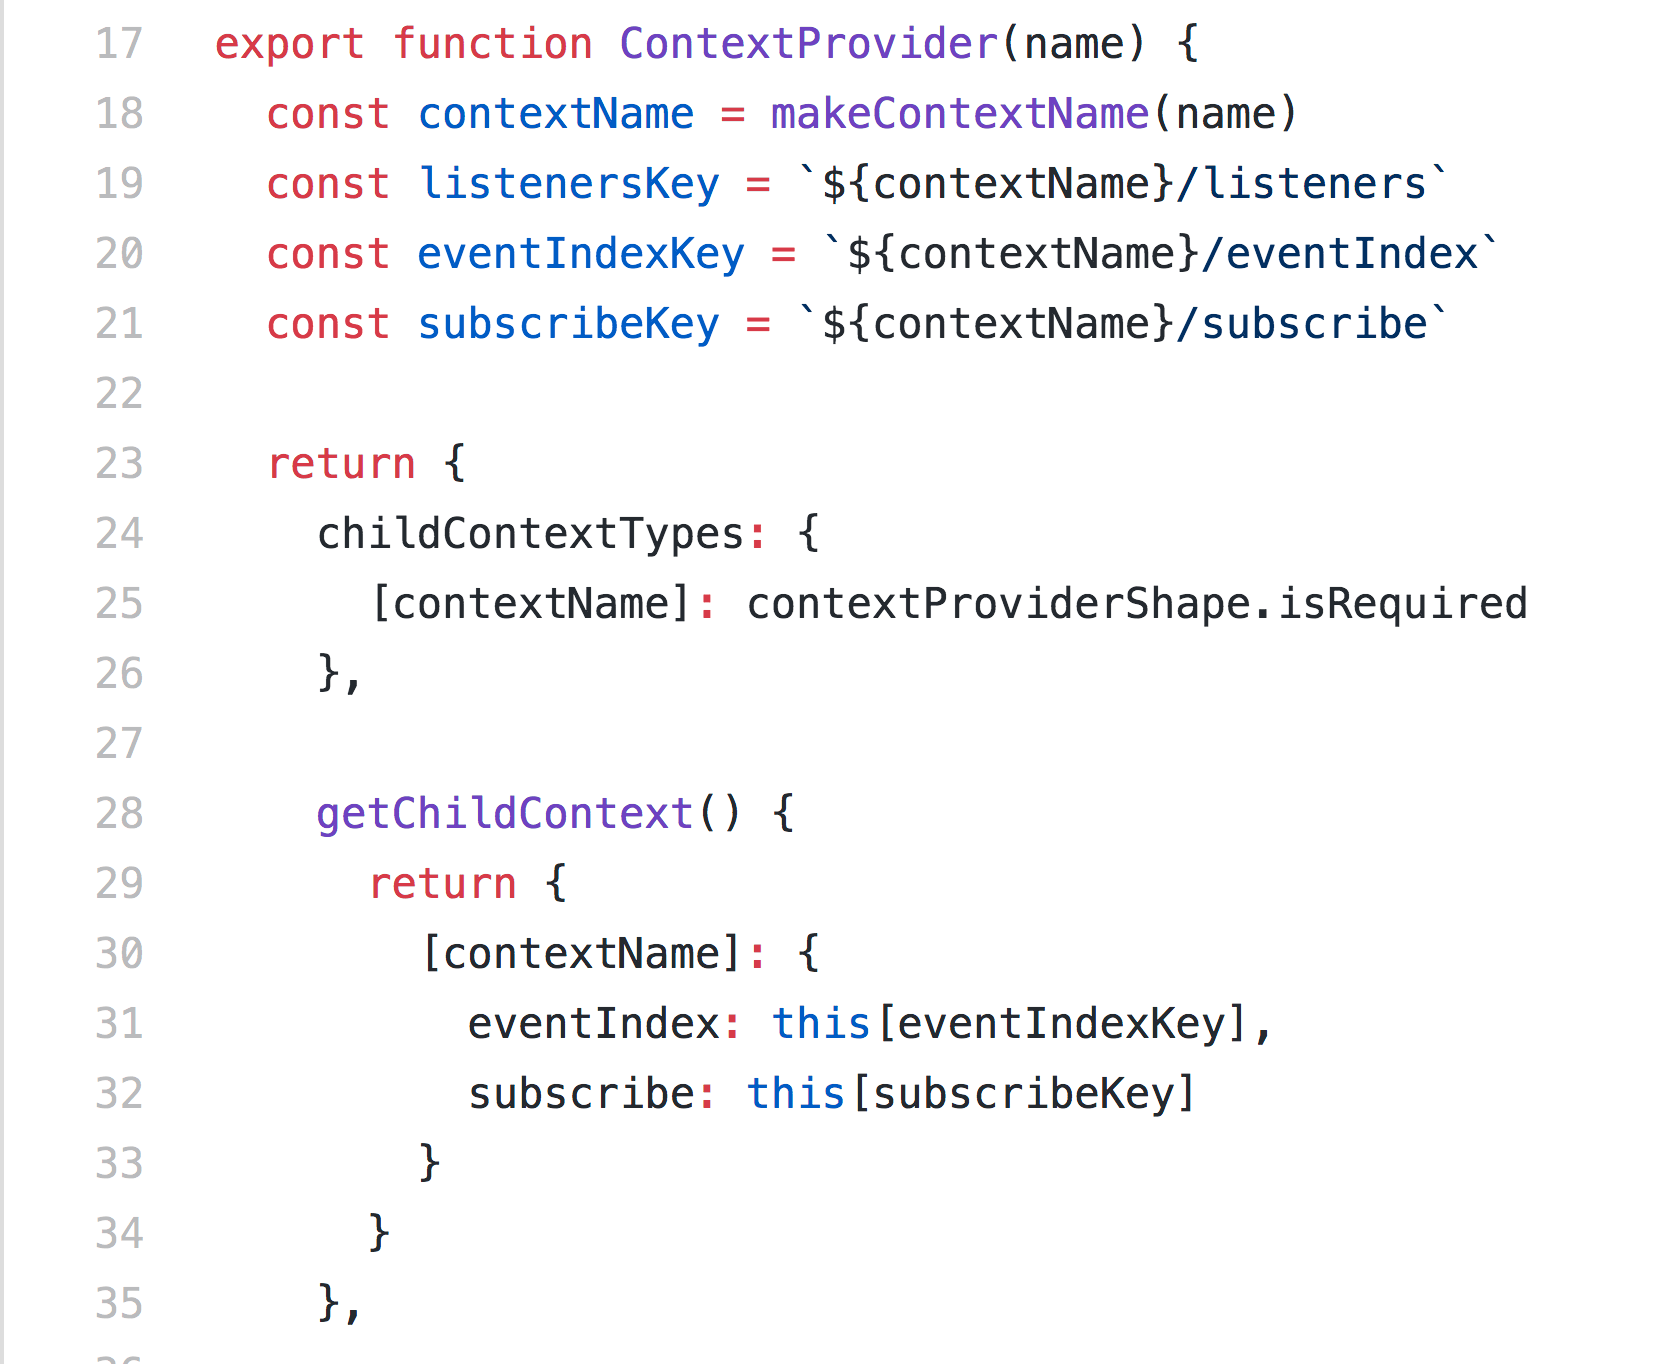 17 export function ContextProvider(name) {
18   const contextName = makeContextName(name)
19   const listenersKey = `${contextName}/listeners`
20   const eventIndexKey = `${contextName}/eventIndex`
21   const subscribeKey = `${contextName}/subscribe`
22
23   return {
24     childContextTypes: {
25       [contextName]: contextProviderShape.isRequired
26     },
27
28     getChildContext() {
29       return {
30         [contextName]: {
31           eventIndex: this[eventIndexKey],
32           subscribe: this[subscribeKey]
33         }
34       }
35     },